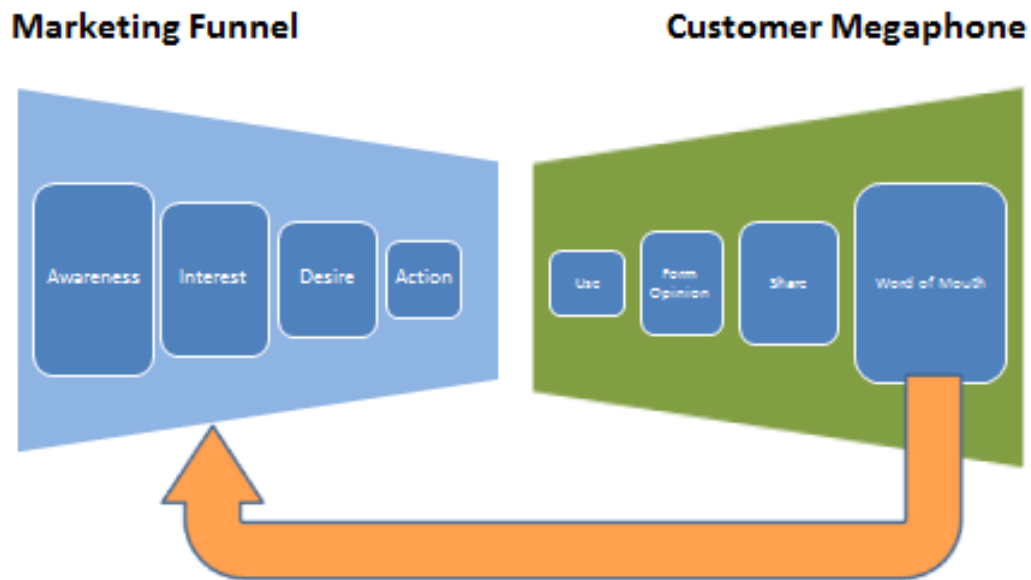 Marketing Funnel
Customer Megaphone
Awareness
Interest
Desire
Action
Use
Form
Opinion
Share
Word of Mouth